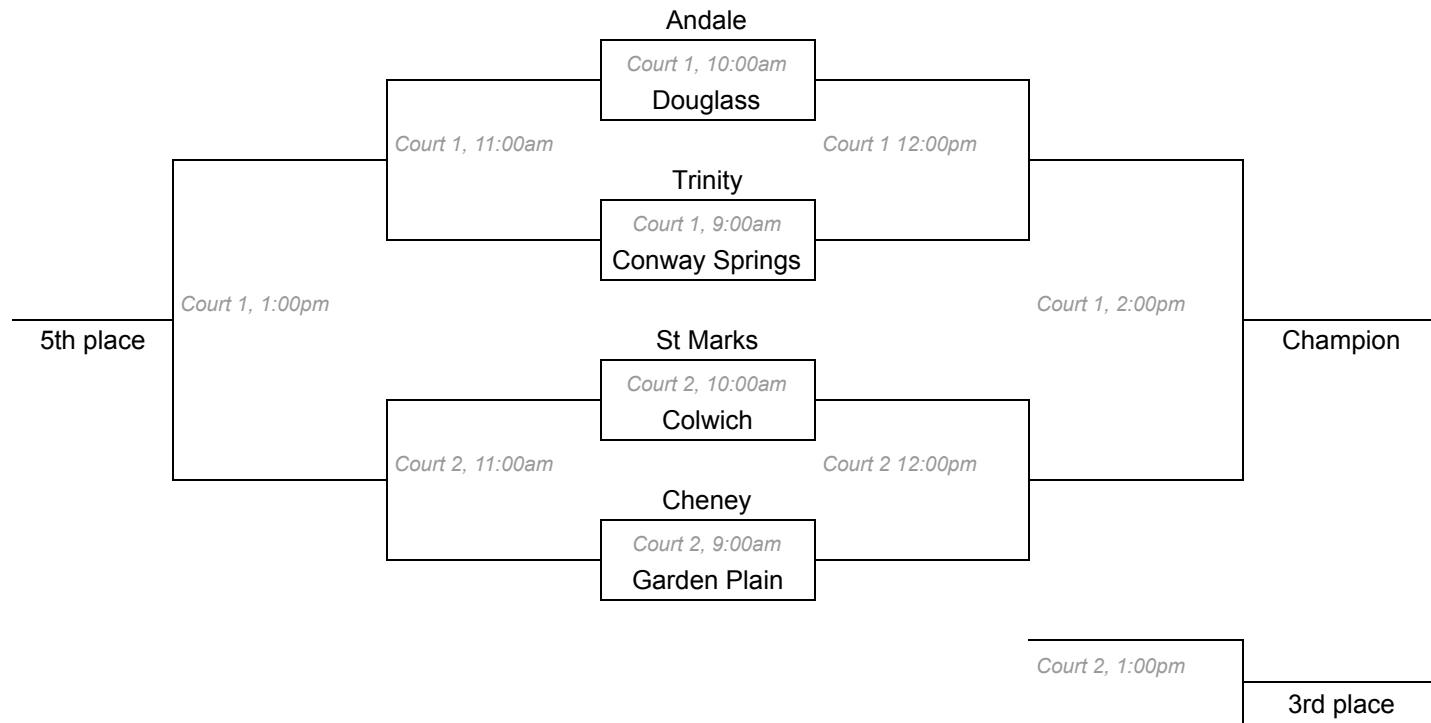 Andale
Court 1, 10:00am
Douglass
Court 1, 11:00am
Court 1 12:00pm
Trinity
Court 1, 9:00am
Conway Springs
Court 1, 1:00pm
Court 1, 2:00pm
5th place
St Marks
Champion
Court 2, 10:00am
Colwich
Court 2, 11:00am
Court 2 12:00pm
Cheney
Court 2, 9:00am
Garden Plain
Court 2, 1:00pm
3rd place